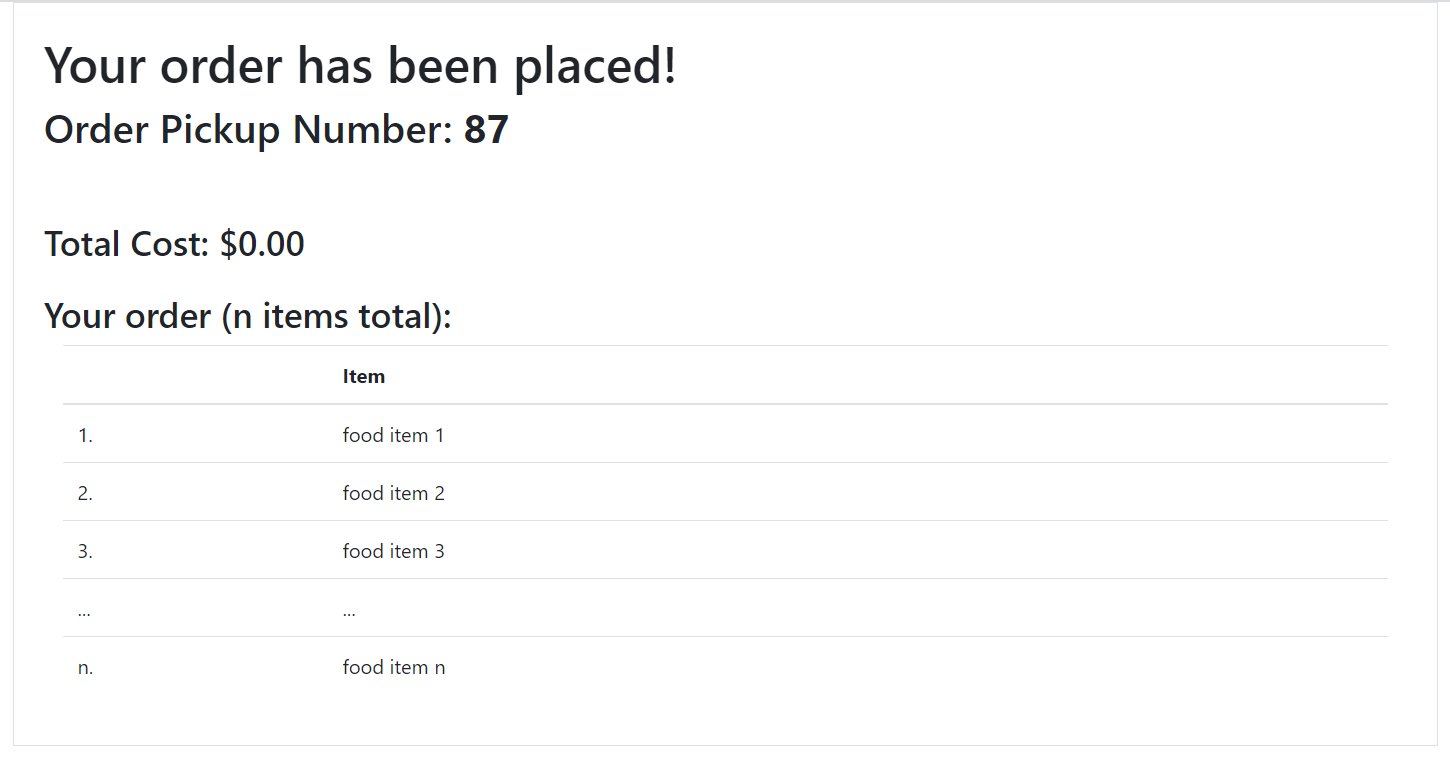 Your order has been placed!
Order Pickup Number: 87
Total Cost: $0.00
Your order (n items total):
Item
1. food item 1
2. food item 2
3. food item 3
... ...
n. food item n